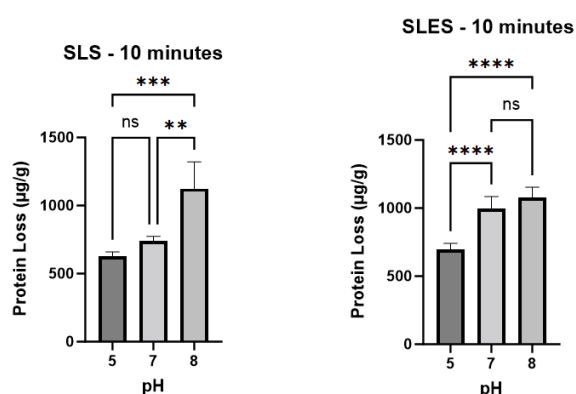 SLS - 10 minutes
***
ns
**
1500
1000
500
0
Protein Loss (µg/g)
5 7 8
pH
SLES - 10 minutes
****
ns
****
1500
1000
500
0
Protein Loss (µg/g)
5 7 8
pH